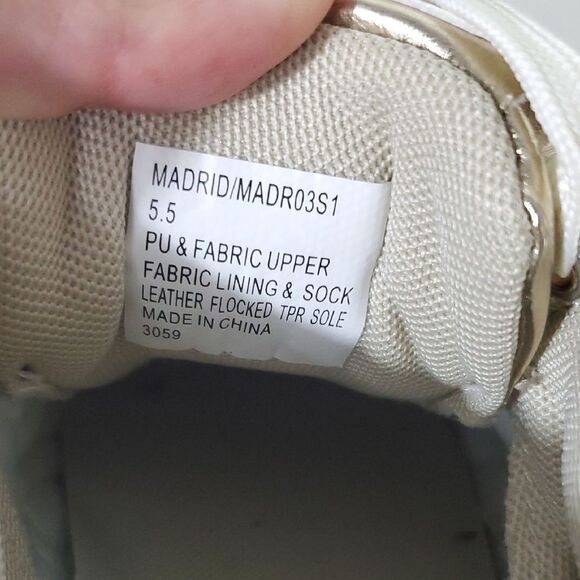 MADRID/MADR03S1
5.5
PU & FABRIC UPPER
FABRIC LINING & SOCK
LEATHER FLOCKED TPR SOLE
MADE IN CHINA
3059